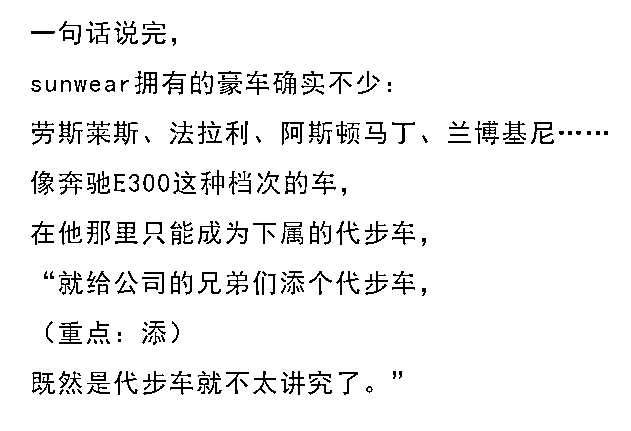 一句话说完，
sunwear拥有的豪车确实不少：
劳斯莱斯、法拉利、阿斯顿马丁、兰博基尼……
像奔驰E300这种档次的车，
在他那里只能成为下属的代步车，
“就给公司的兄弟们添个代步车，
（重点：添）
既然是代步车就不太讲究了。”